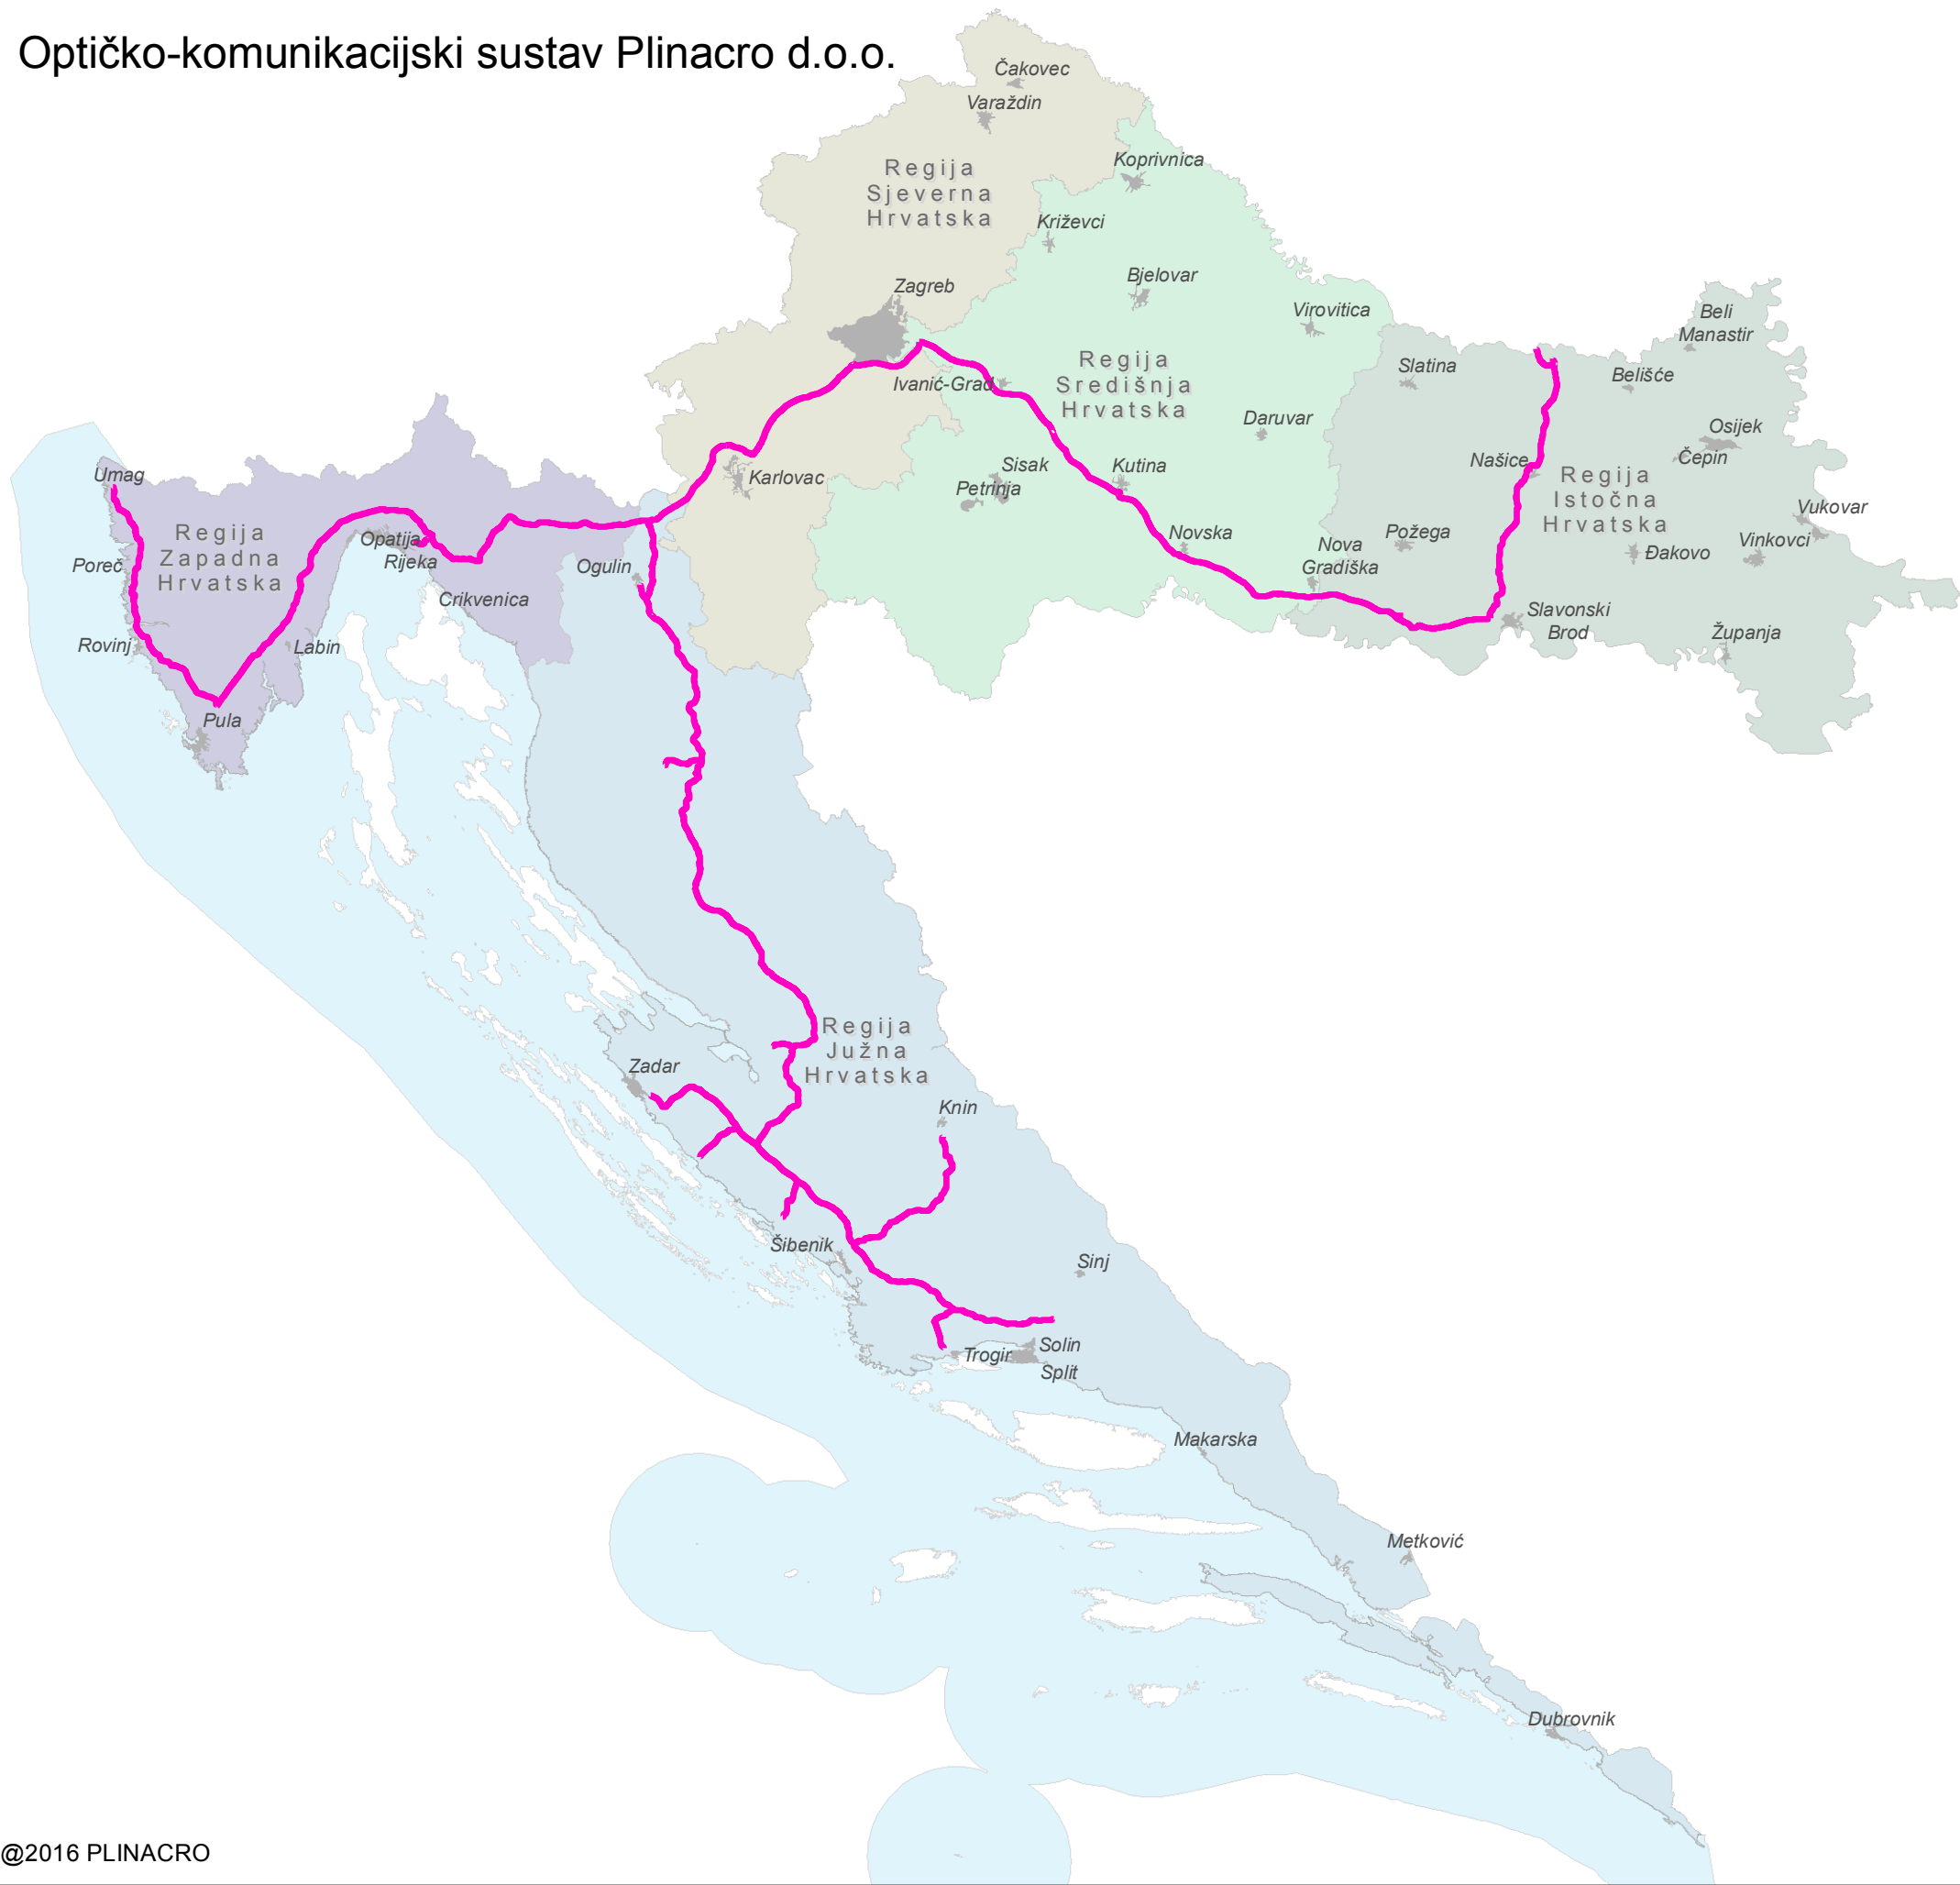 Optičko-komunikacijski sustav Plinacro d.o.o.
Čakovec
Varaždin
Koprivnica
Regija
Sjeverna
Hrvatska
Križevci
Bjelovar
Zagreb
Virovitica
Beli
Manastir
Regija
Središnja
Hrvatska
Ivanić-Grad
Slatina
Belišće
Daruvar
Osijek
Čepin
Našice
Regija
Istočna
Hrvatska
Umag
Karlovac
Sisak
Petrinja
Kutina
Vukovar
Regija
Zapadna
Hrvatska
Opatija
Rijeka
Poreč
Ogulin
Novska
Nova
Gradiška
Požega
Đakovo
Vinkovci
Crikvenica
Slavonski
Brod
Županja
Rovinj
Labin
Pula
Regija
Južna
Hrvatska
Zadar
Knin
Šibenik
Sinj
Trogir
Solin
Split
Makarska
Metković
Dubrovnik
@2016 PLINACRO